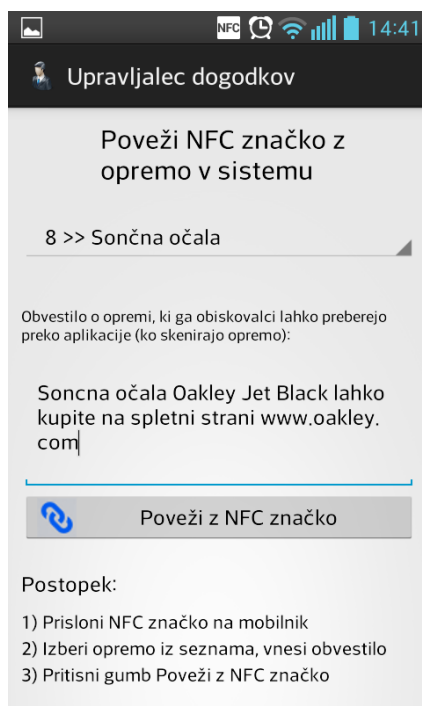 NFC 14:41
Upravljalec dogodkov
Poveži NFC značko z
opremo v sistemu
8 >> Sončna očala
Obvestilo o opremi, ki ga obiskovalci lahko preberejo
preko aplikacije (ko skenirajo opremo):
Soncna očala Oakley Jet Black lahko
kupite na spletni strani www.oakley.
com
Poveži z NFC značko
Postopek:
1) Prisloni NFC značko na mobilnik
2) Izberi opremo iz seznama, vnesi obvestilo
3) Pritisni gumb Poveži z NFC značko